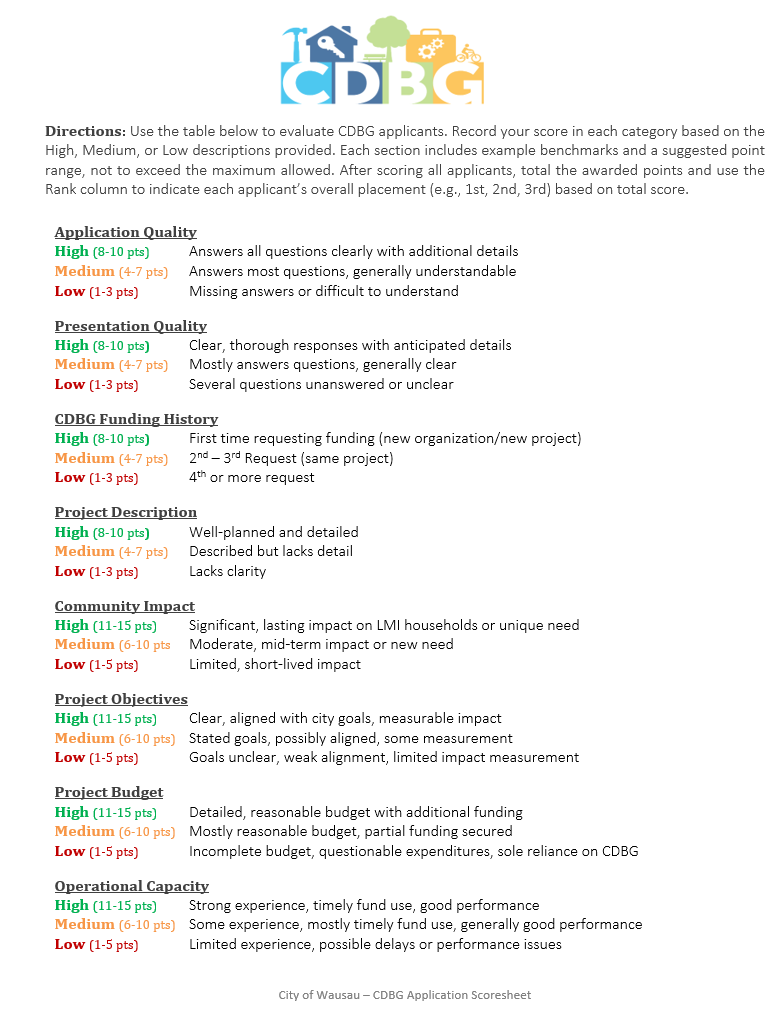 CDBG
Directions: Use the table below to evaluate CDBG applicants. Record your score in each category based on the
High, Medium, or Low descriptions provided. Each section includes example benchmarks and a suggested point
range, not to exceed the maximum allowed. After scoring all applicants, total the awarded points and use the
Rank column to indicate each applicant's overall placement (e.g., 1st, 2nd, 3rd) based on total score.
Application Quality
High (8-10 pts) Answers all questions clearly with additional details
Medium (4-7 pts) Answers most questions, generally understandable
Low (1-3 pts) Missing answers or difficult to understand
Presentation Quality
High (8-10 pts) Clear, thorough responses with anticipated details
Medium (4-7 pts) Mostly answers questions, generally clear
Low (1-3 pts) Several questions unanswered or unclear
CDBG Funding History
High (8-10 pts) First time requesting funding (new organization/new project)
Medium (4-7 pts) 2nd – 3rd Request (same project)
Low (1-3 pts) 4th or more request
Project Description
High (8-10 pts) Well-planned and detailed
Medium (4-7 pts) Described but lacks detail
Low (1-3 pts) Lacks clarity
Community Impact
High (11-15 pts) Significant, lasting impact on LMI households or unique need
Medium (6-10 pts Moderate, mid-term impact or new need
Low (1-5 pts) Limited, short-lived impact
Project Objectives
High (11-15 pts) Clear, aligned with city goals, measurable impact
Medium (6-10 pts) Stated goals, possibly aligned, some measurement
Low (1-5 pts) Goals unclear, weak alignment, limited impact measurement
Project Budget
High (11-15 pts) Detailed, reasonable budget with additional funding
Medium (6-10 pts) Mostly reasonable budget, partial funding secured
Low (1-5 pts) Incomplete budget, questionable expenditures, sole reliance on CDBG
Operational Capacity
High (11-15 pts) Strong experience, timely fund use, good performance
Medium (6-10 pts) Some experience, mostly timely fund use, generally good performance
Low (1-5 pts) Limited experience, possible delays or performance issues
City of Wausau – CDBG Application Scoresheet